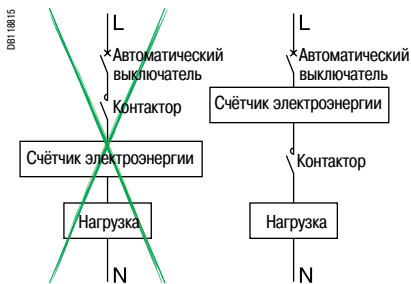 DB118815
L
Автоматический
выключатель
Контактор
Счётчик электроэнергии
Нагрузка
N
L
Автоматический
выключатель
Счётчик электроэнергии
Контактор
Нагрузка
N